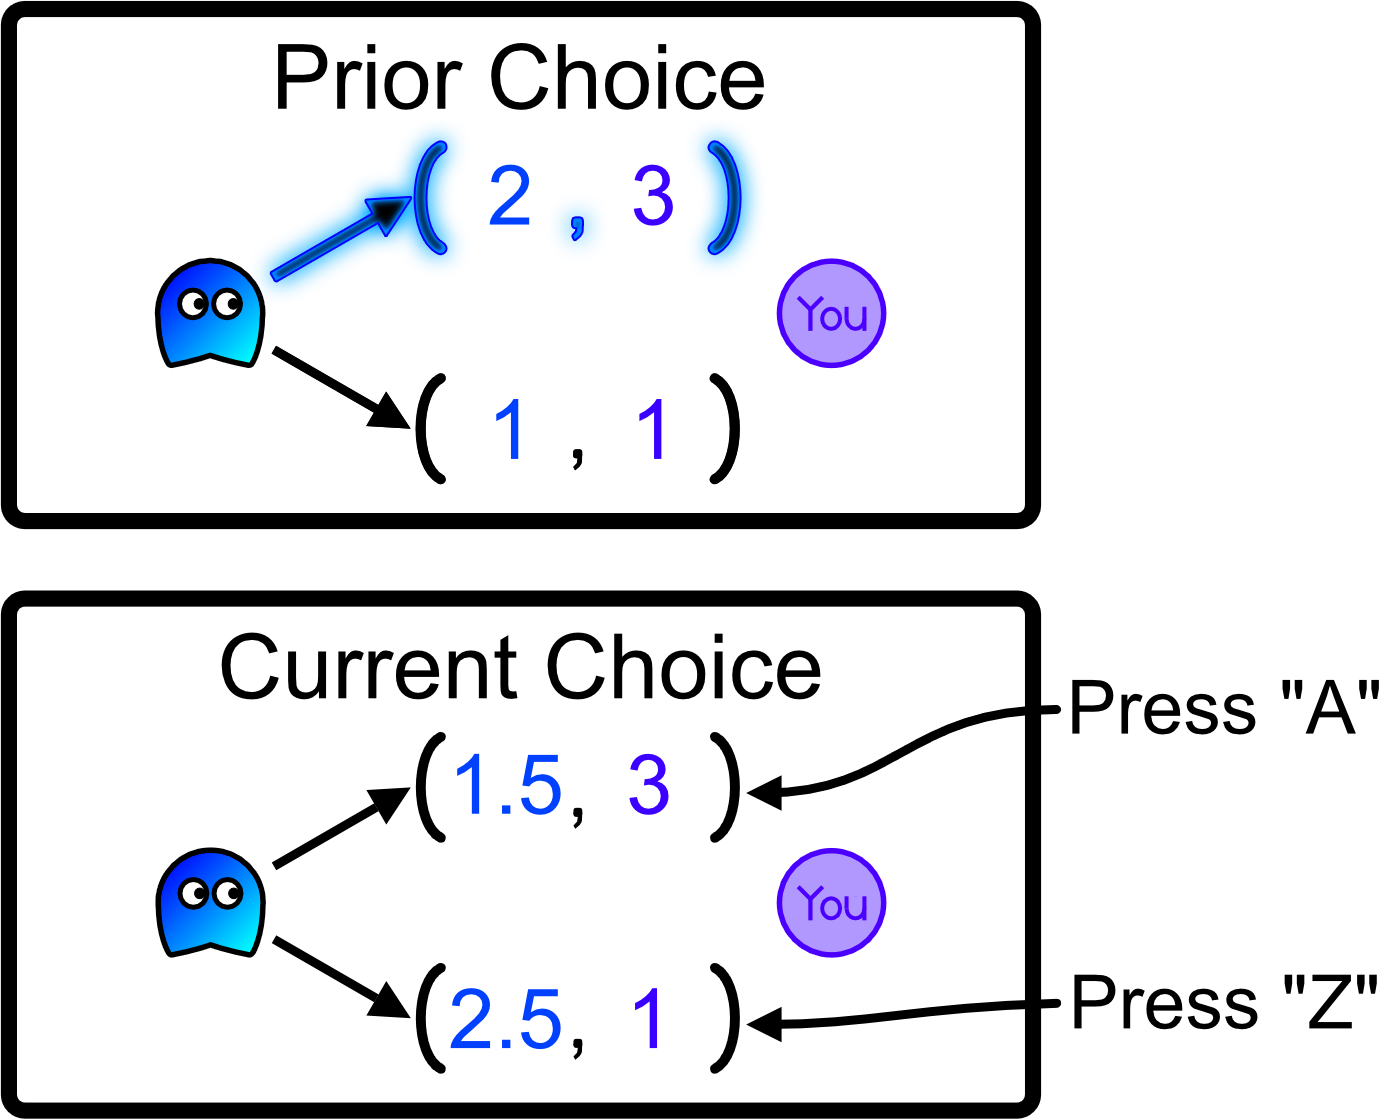 Prior Choice
( 2 , 3 )
You
( 1 , 1 )
Current Choice
Press "A"
(1.5, 3 )
You
Press "Z"
(2.5, 1 )